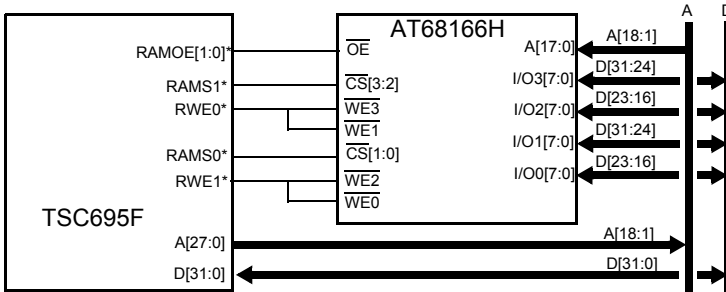 A D
AT68166H
RAMOE[1:0]* OE A[17:0] A[18:1]
RAMS1* CS[3:2] I/O3[7:0] D[31:24]
RWE0* WE3 I/O2[7:0] D[23:16]
WE1 I/O1[7:0] D[31:24]
RAMS0* CS[1:0] I/O0[7:0] D[23:16]
RWE1* WE2
WE0
TSC695F
A[27:0] A[18:1]
D[31:0] D[31:0]